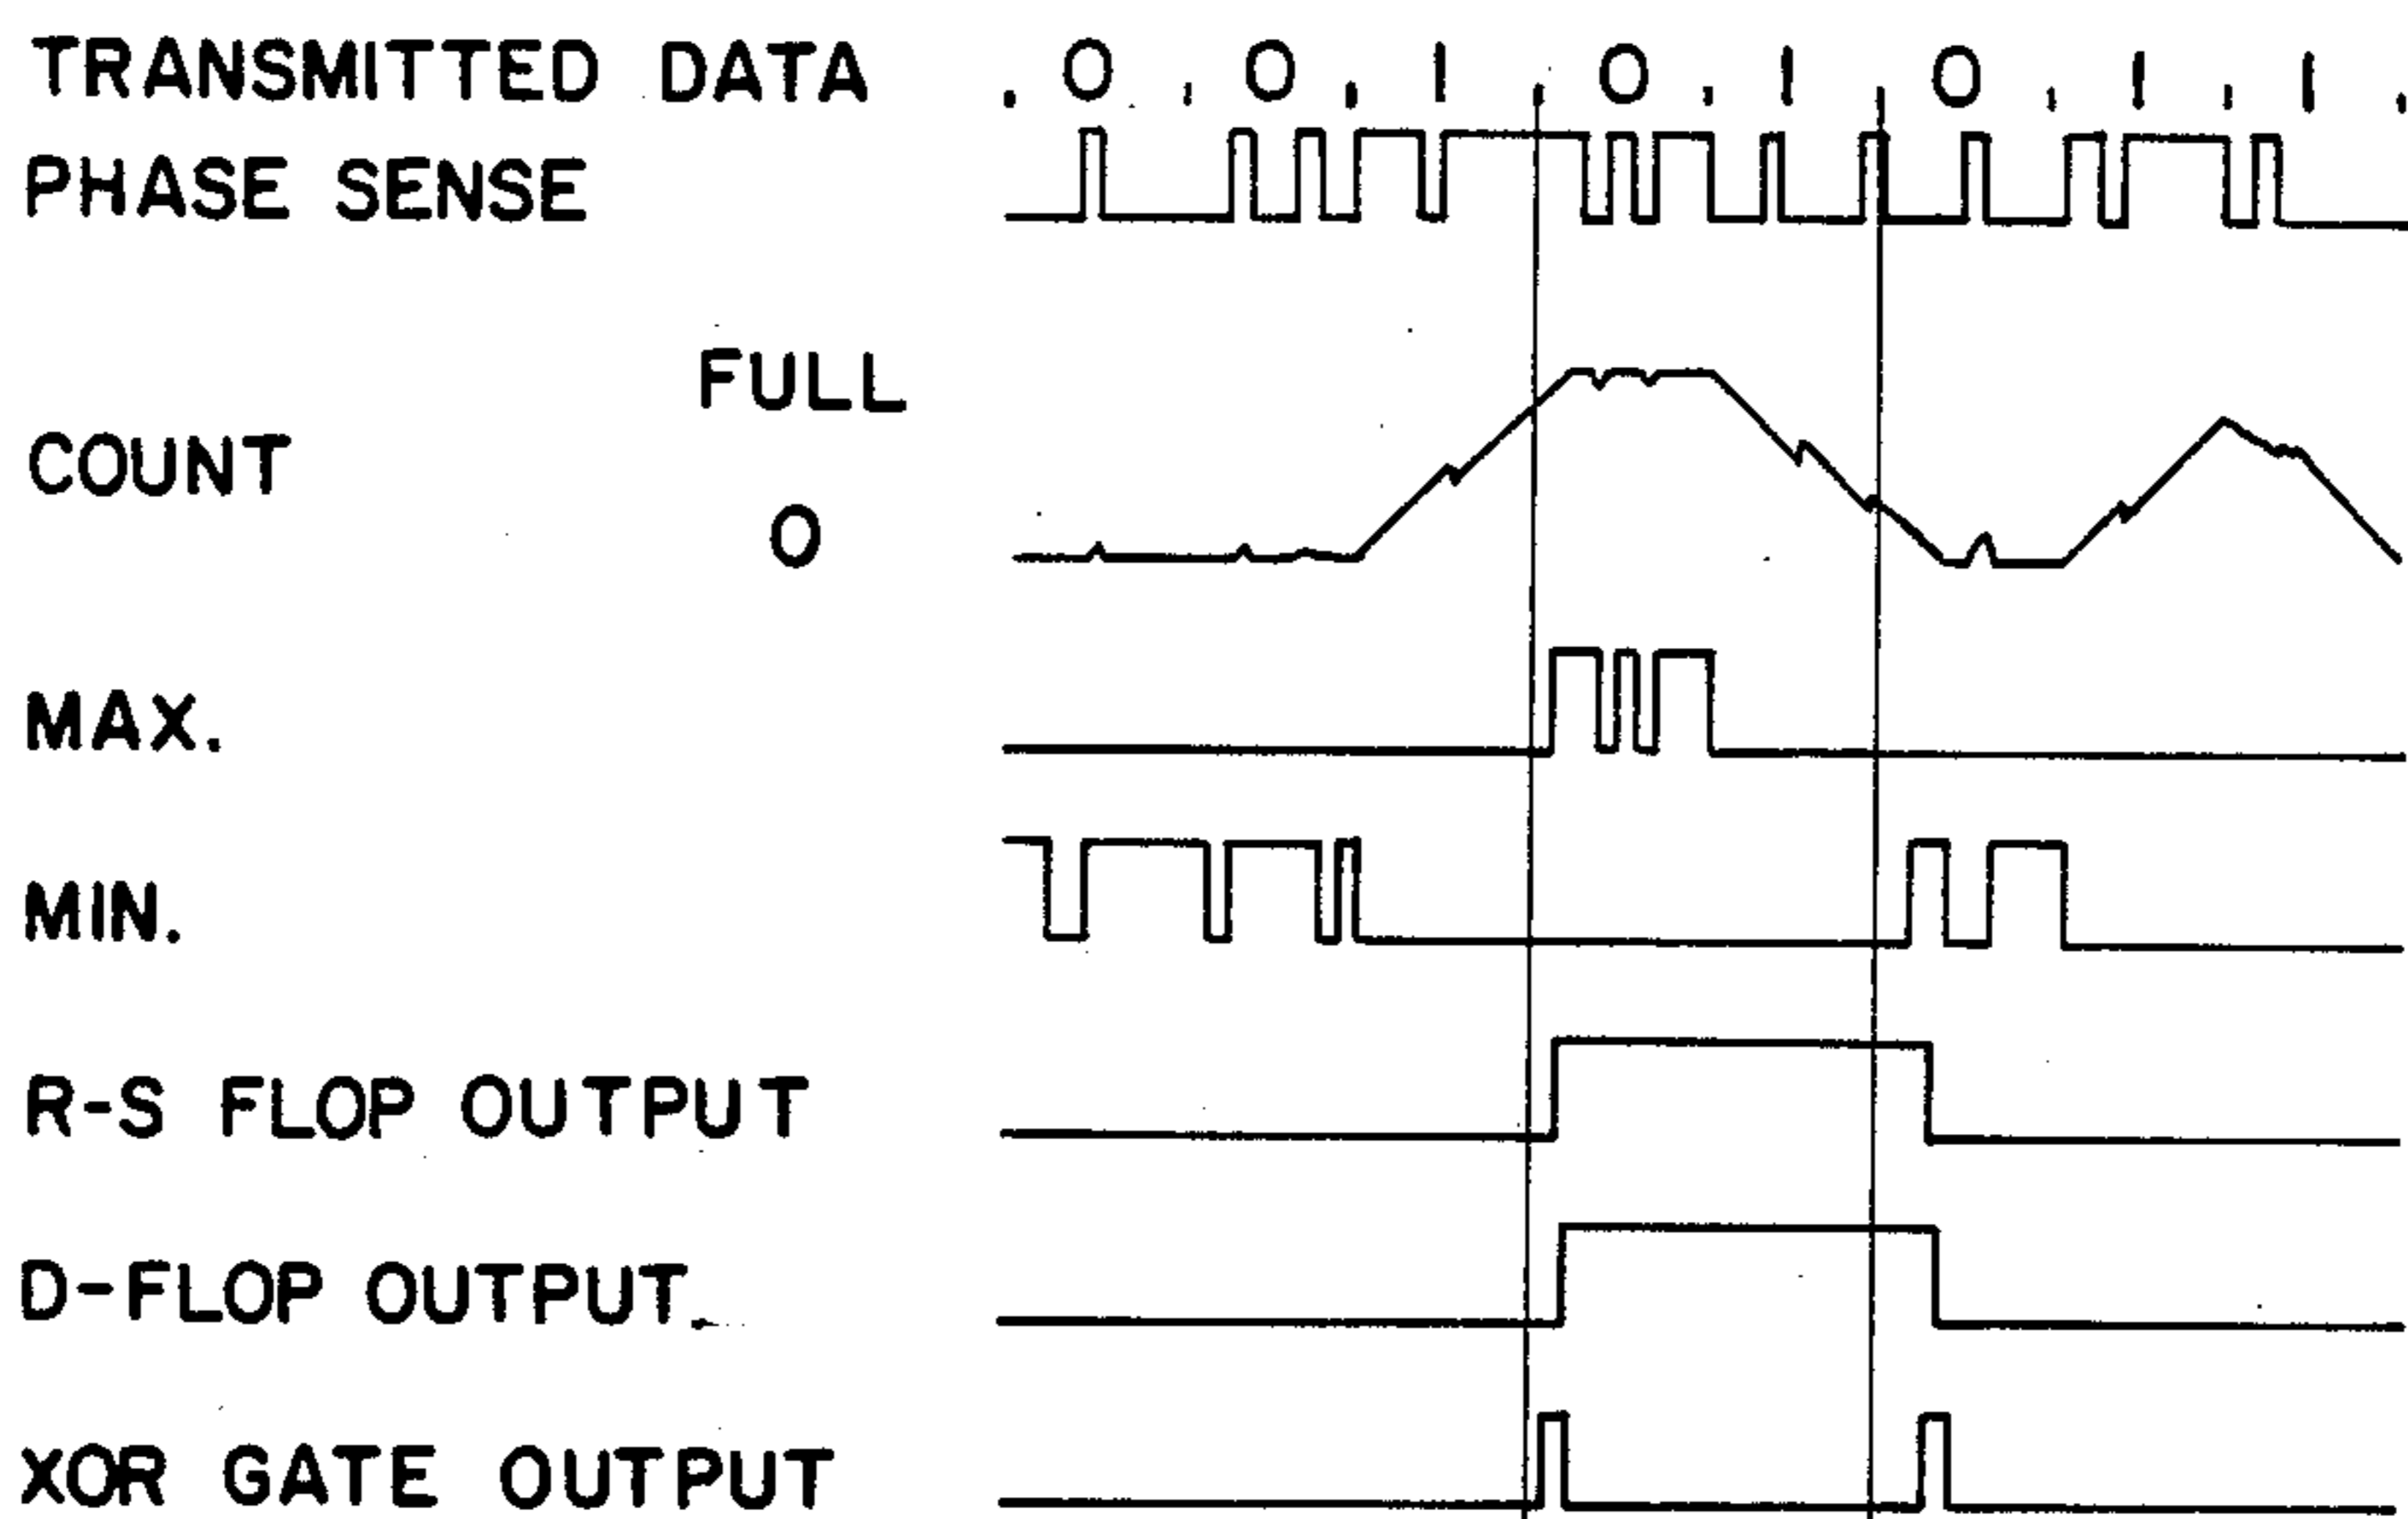 TRANSMITTED DATA . 0 . 0 . 1 . 0 . 1 . 0 . 1 . 1 .
PHASE SENSE
FULL
COUNT
0
MAX.
MIN.
R-S FLOP OUTPUT
D-FLOP OUTPUT.
XOR GATE OUTPUT